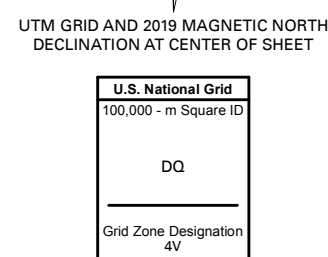 UTM GRID AND 2019 MAGNETIC NORTH
DECLINATION AT CENTER OF SHEET
U.S. National Grid
100,000 - m Square ID
DQ
Grid Zone Designation
4V